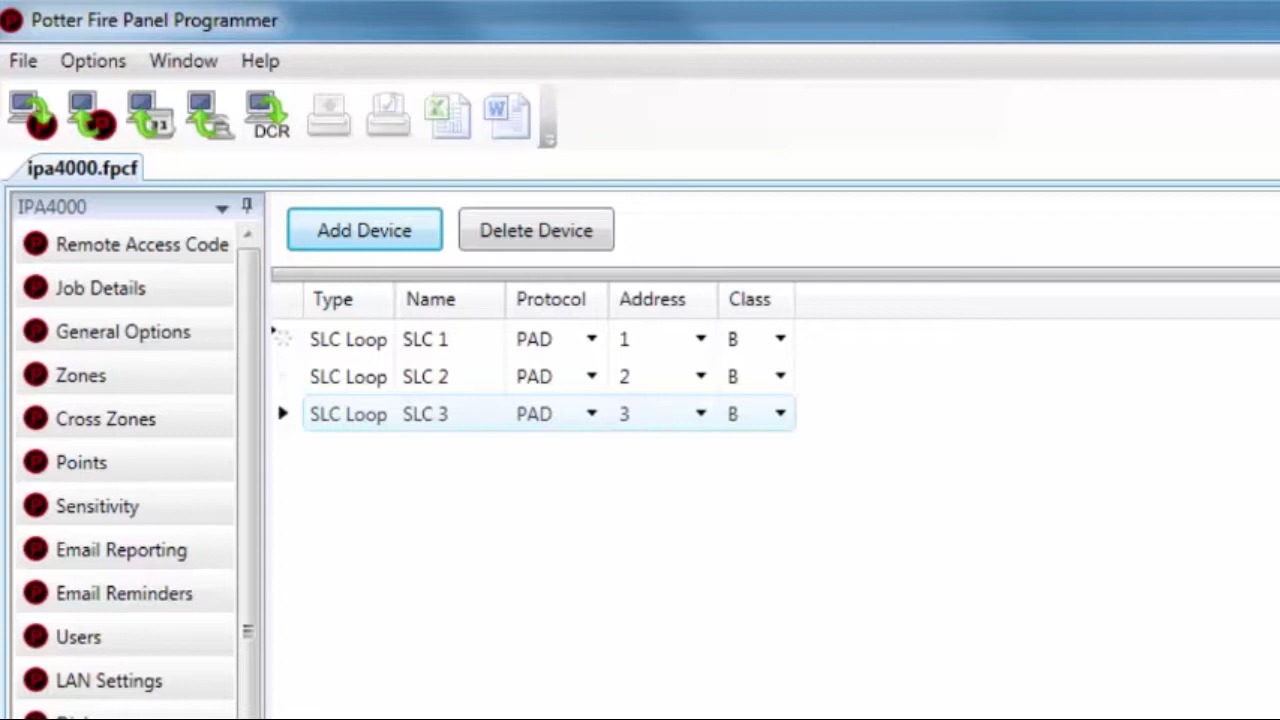 Potter Fire Panel Programmer
File Options Window Help
DCR
ipa4000.fpcf
IPA4000
Remote Access Code
Job Details
General Options
Zones
Cross Zones
Points
Sensitivity
Email Reporting
Email Reminders
Users
LAN Settings
Add Device Delete Device
Type Name Protocol Address Class
SLC Loop SLC 1 PAD 1 B
SLC Loop SLC 2 PAD 2 B
SLC Loop SLC 3 PAD 3 B